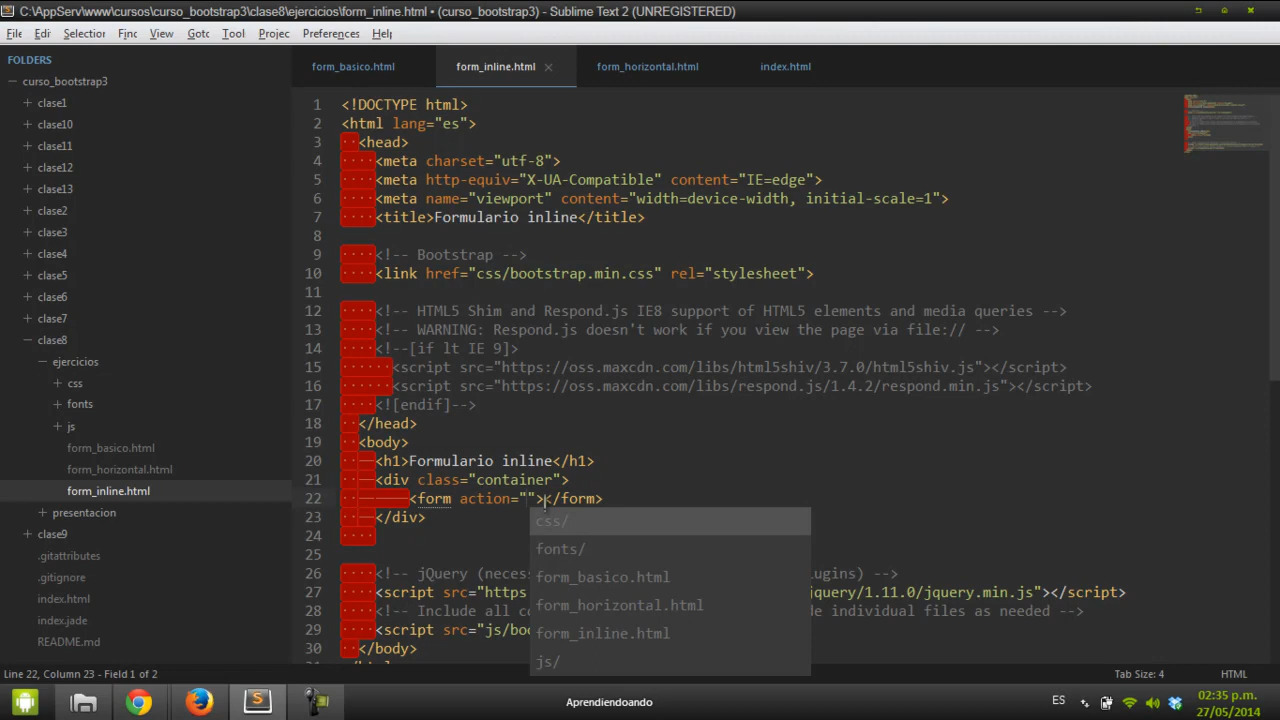 C:\AppServ\www\cursos\curso_bootstrap3\clase8\ejercicios\form_inline.html • (curso_bootstrap3) - Sublime Text 2 (UNREGISTERED)
File Edi Selection Find View Goto Tool Projec Preferences Help
FOLDERS
curso_bootstrap3
clase1
clase10
clase11
clase12
clase13
clase2
clase3
clase4
clase5
clase6
clase7
clase8
ejercicios
css
fonts
js
form_basico.html
form_horizontal.html
form_inline.html
presentacion
clase9
.gitattributes
.gitignore
index.html
index.jade
README.md
form_basico.html form_inline.html × form_horizontal.html index.html
1 <!DOCTYPE html>
2 <html lang="es">
3 <head>
4 <meta charset="utf-8">
5 <meta http-equiv="X-UA-Compatible" content="IE=edge">
6 <meta name="viewport" content="width=device-width, initial-scale=1">
7 <title>Formulario inline</title>
8
9 <!-- Bootstrap -->
10 <link href="css/bootstrap.min.css" rel="stylesheet">
11
12 <!-- HTML5 Shim and Respond.js IE8 support of HTML5 elements and media queries -->
13 <!-- WARNING: Respond.js doesn't work if you view the page via file:// -->
14 <!--[if lt IE 9]>
15 <script src="https://oss.maxcdn.com/libs/html5shiv/3.7.0/html5shiv.js"></script>
16 <script src="https://oss.maxcdn.com/libs/respond.js/1.4.2/respond.min.js"></script>
17 <![endif]-->
18 </head>
19 <body>
20 <h1>Formulario inline</h1>
21 <div class="container">
22 <form action=""></form>
23 </div>
24
25
26 <!-- jQuery (neces lugins) -->
27 <script src="https jquery/1.11.0/jquery.min.js"></script>
28 <!-- Include all co de individual files as needed -->
29 <script src="js/boo
30 </body>
css/
fonts/
form_basico.html
form_horizontal.html
form_inline.html
js/
Line 22, Column 23 - Field 1 of 2 Tab Size: 4 HTML
Aprendiendoando
ES
02:35 p.m.
27/05/2014